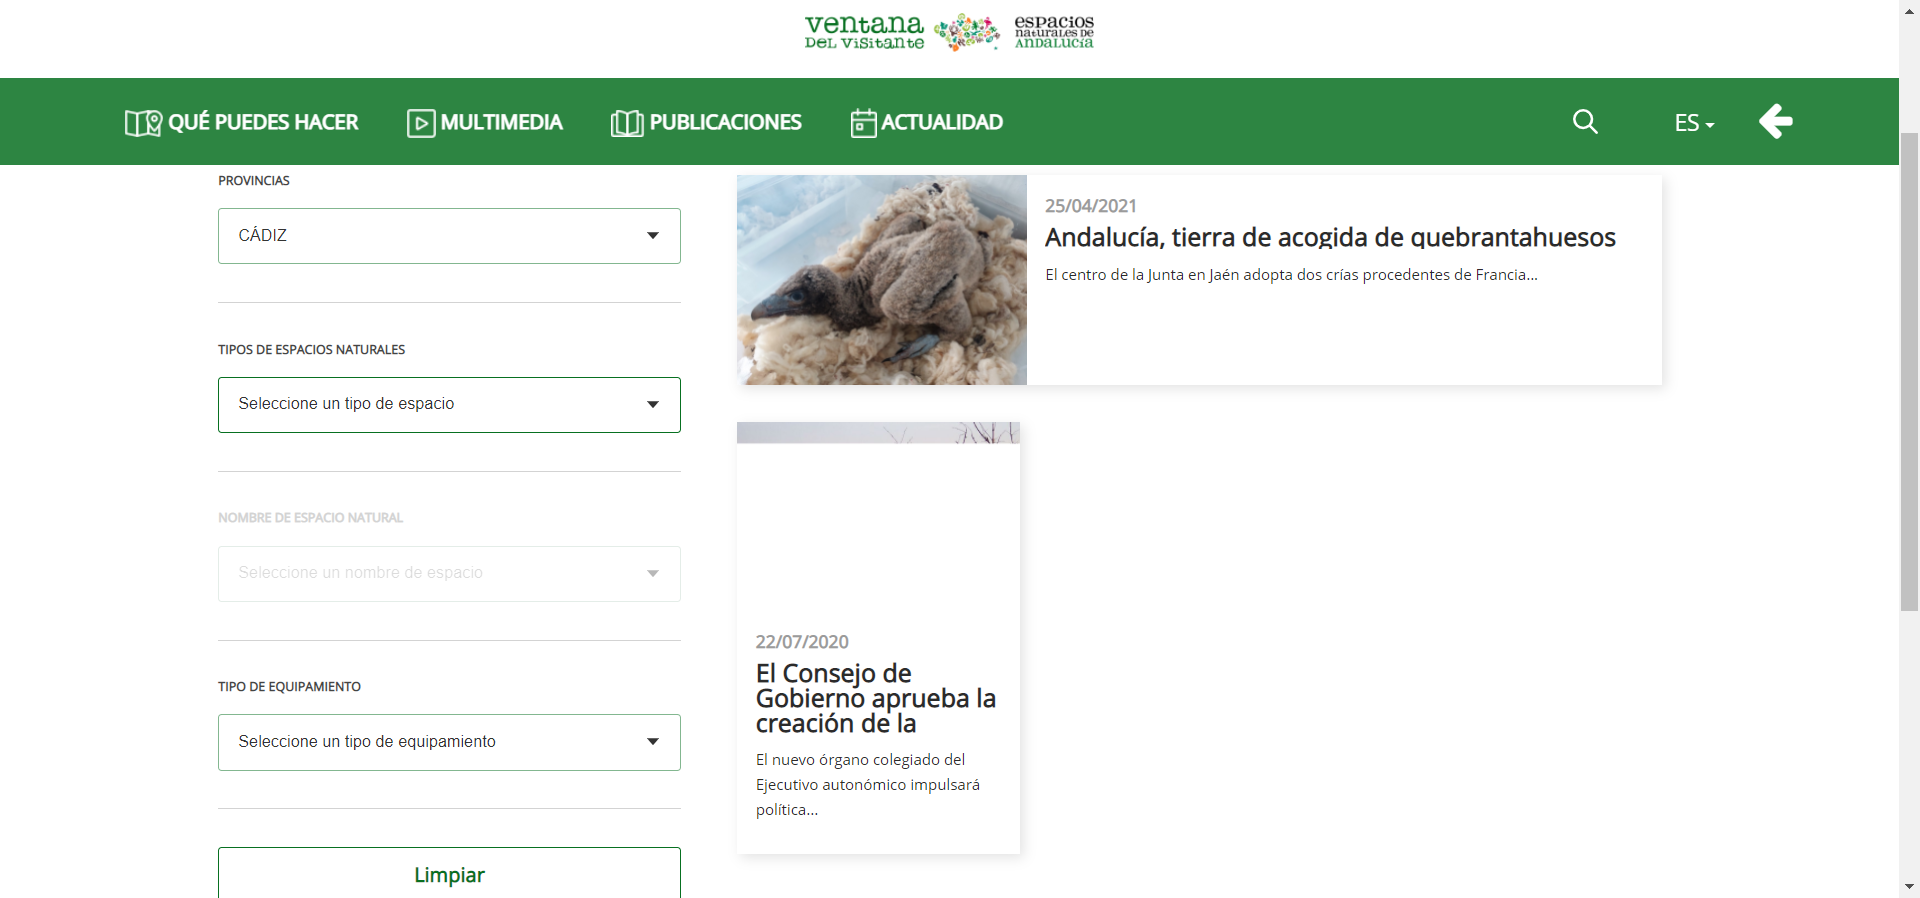 ventana
DEL VISITANTE
espacios
naturales de
ANDALUCÍA
QUÉ PUEDES HACER
MULTIMEDIA
PUBLICACIONES
ACTUALIDAD
ES
PROVINCIAS
CÁDIZ
TIPOS DE ESPACIOS NATURALES
Seleccione un tipo de espacio
NOMBRE DE ESPACIO NATURAL
Seleccione un nombre de espacio
TIPO DE EQUIPAMIENTO
Seleccione un tipo de equipamiento
Limpiar
25/04/2021
Andalucía, tierra de acogida de quebrantahuesos
El centro de la Junta en Jaén adopta dos crías procedentes de Francia...
22/07/2020
El Consejo de
Gobierno aprueba la
creación de la
El nuevo órgano colegiado del
Ejecutivo autonómico impulsará
política...